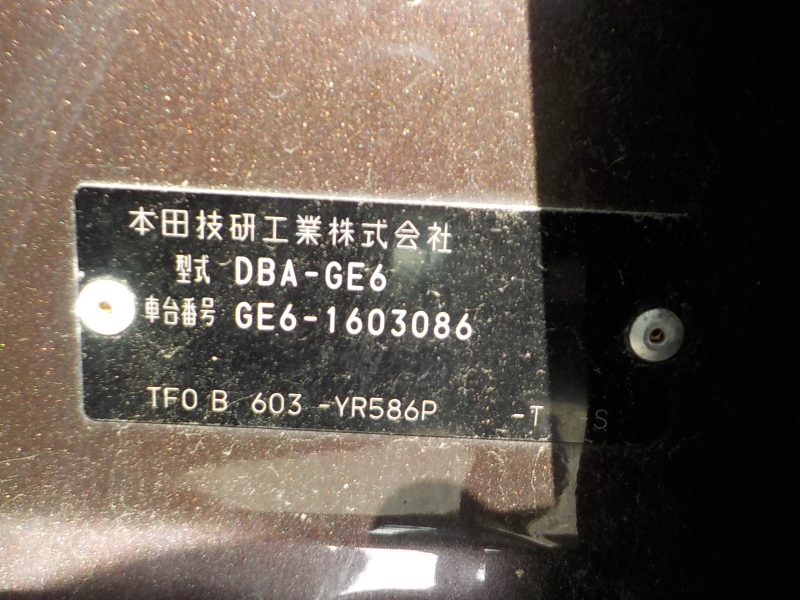 本田技研工業株式会社
型式 DBA-GE6
車台番号 GE6-1603086
TF0 B 603 -YR586P -T S